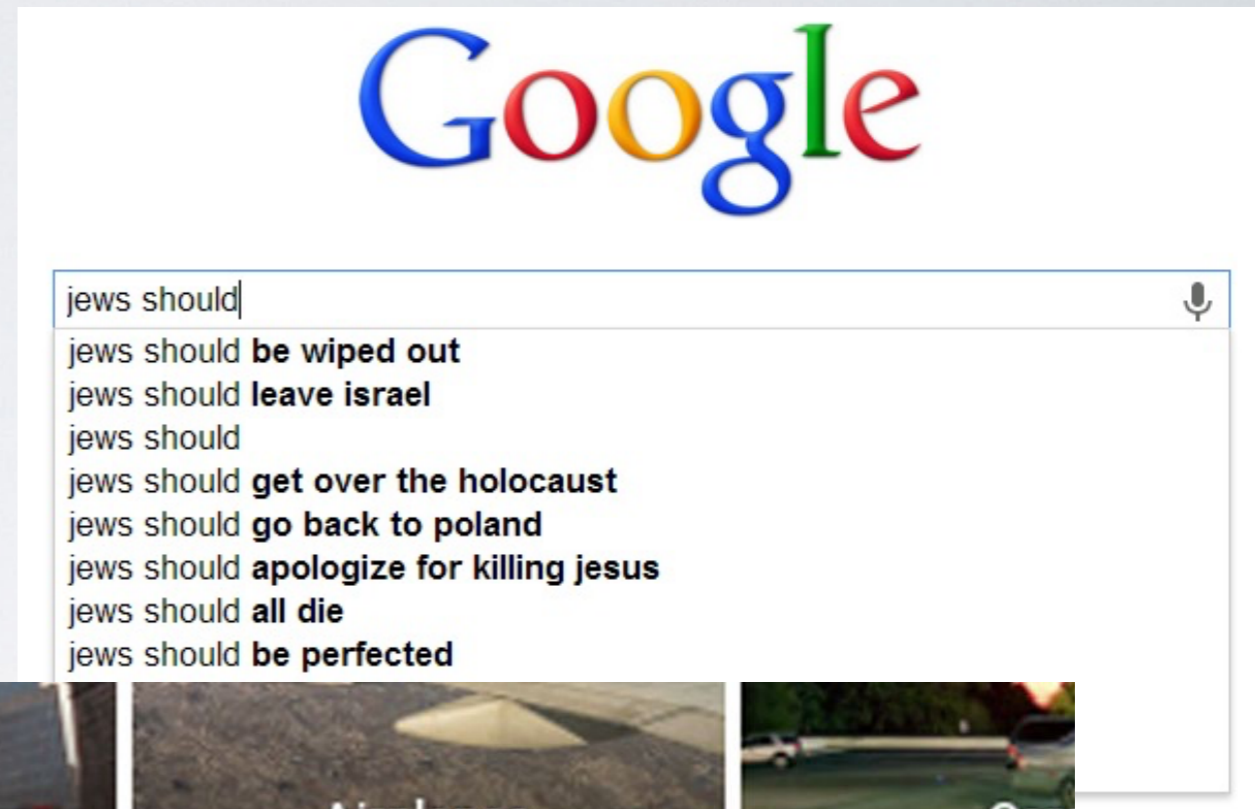 Google
jews should
jews should be wiped out
jews should leave israel
jews should
jews should get over the holocaust
jews should go back to poland
jews should apologize for killing jesus
jews should all die
jews should be perfected